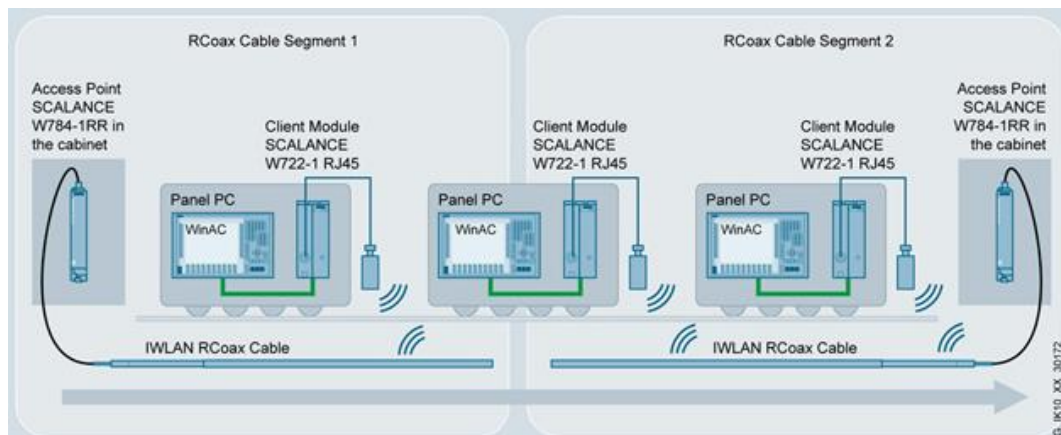 RCoax Cable Segment 1
RCoax Cable Segment 2
Access Point
SCALANCE
W784-1RR in
the cabinet
Client Module
SCALANCE
W722-1 RJ45
Client Module
SCALANCE
W722-1 RJ45
Client Module
SCALANCE
W722-1 RJ45
Access Point
SCALANCE
W784-1RR in
the cabinet
Panel PC
WinAC
Panel PC
WinAC
Panel PC
WinAC
IWLAN RCoax Cable
IWLAN RCoax Cable
G_IK10_XX_30172